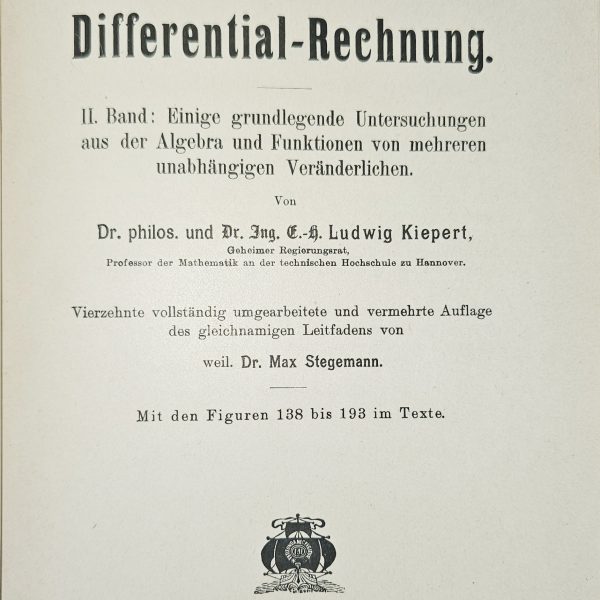 Differential-Rechnung.
II. Band: Einige grundlegende Untersuchungen
aus der Algebra und Funktionen von mehreren
unabhängigen Veränderlichen.
Von
Dr. philos. und Dr. Ing. E.-h. Ludwig Kiepert,
Geheimer Regierungsrat,
Professor der Mathematik an der technischen Hochschule zu Hannover.
Vierzehnte vollständig umgearbeitete und vermehrte Auflage
des gleichnamigen Leitfadens von
weil. Dr. Max Stegemann.
Mit den Figuren 138 bis 193 im Texte.